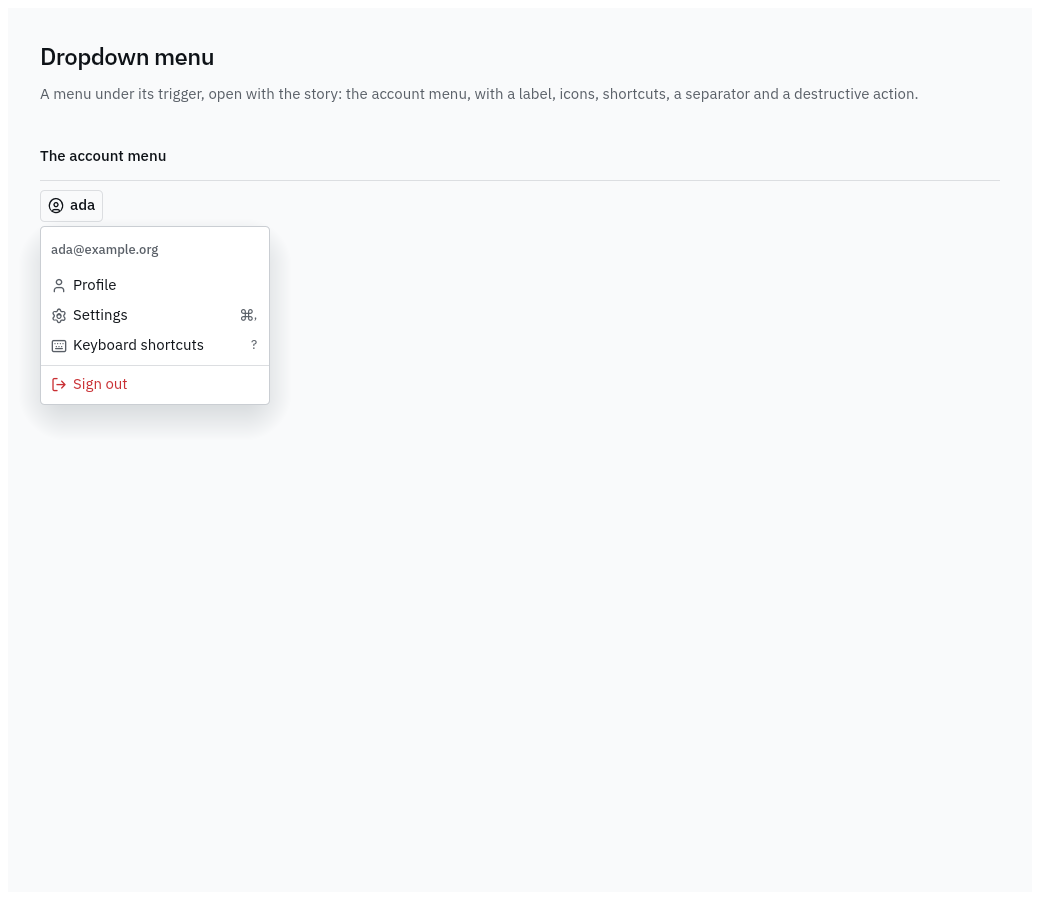 Dropdown menu
A menu under its trigger, open with the story: the account menu, with a label, icons, shortcuts, a separator and a destructive action.
The account menu
ada
ada@example.org
Profile
Settings ⌘,
Keyboard shortcuts ?
Sign out